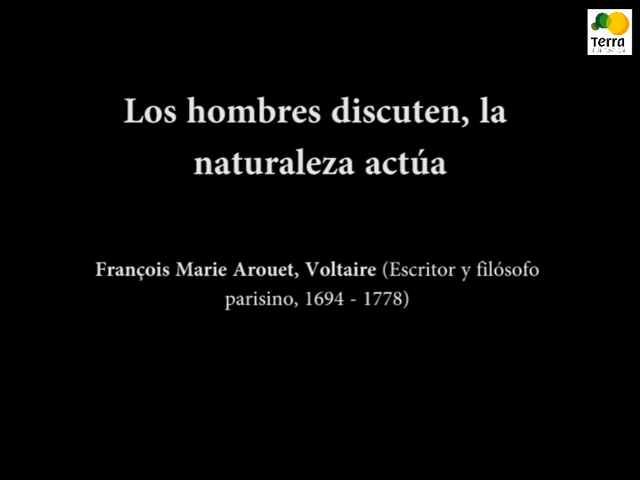 Terra
Los hombres discuten, la
naturaleza actúa
François Marie Arouet, Voltaire (Escritor y filósofo
parisino, 1694 - 1778)